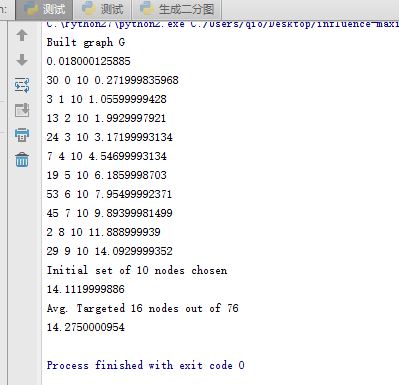 n: 测试 测试 生成二分图
C:\Python27\python2.exe C:/Users/qio/Desktop/influence-maxi
Built graph G
0.018000125885
30 0 10 0.271999835968
3 1 10 1.05599999428
13 2 10 1.9929997921
24 3 10 3.17199993134
7 4 10 4.54699993134
19 5 10 6.1859998703
53 6 10 7.95499992371
45 7 10 9.89399981499
2 8 10 11.888999939
29 9 10 14.0929999352
Initial set of 10 nodes chosen
14.1119999886
Avg. Targeted 16 nodes out of 76
14.2750000954
Process finished with exit code 0